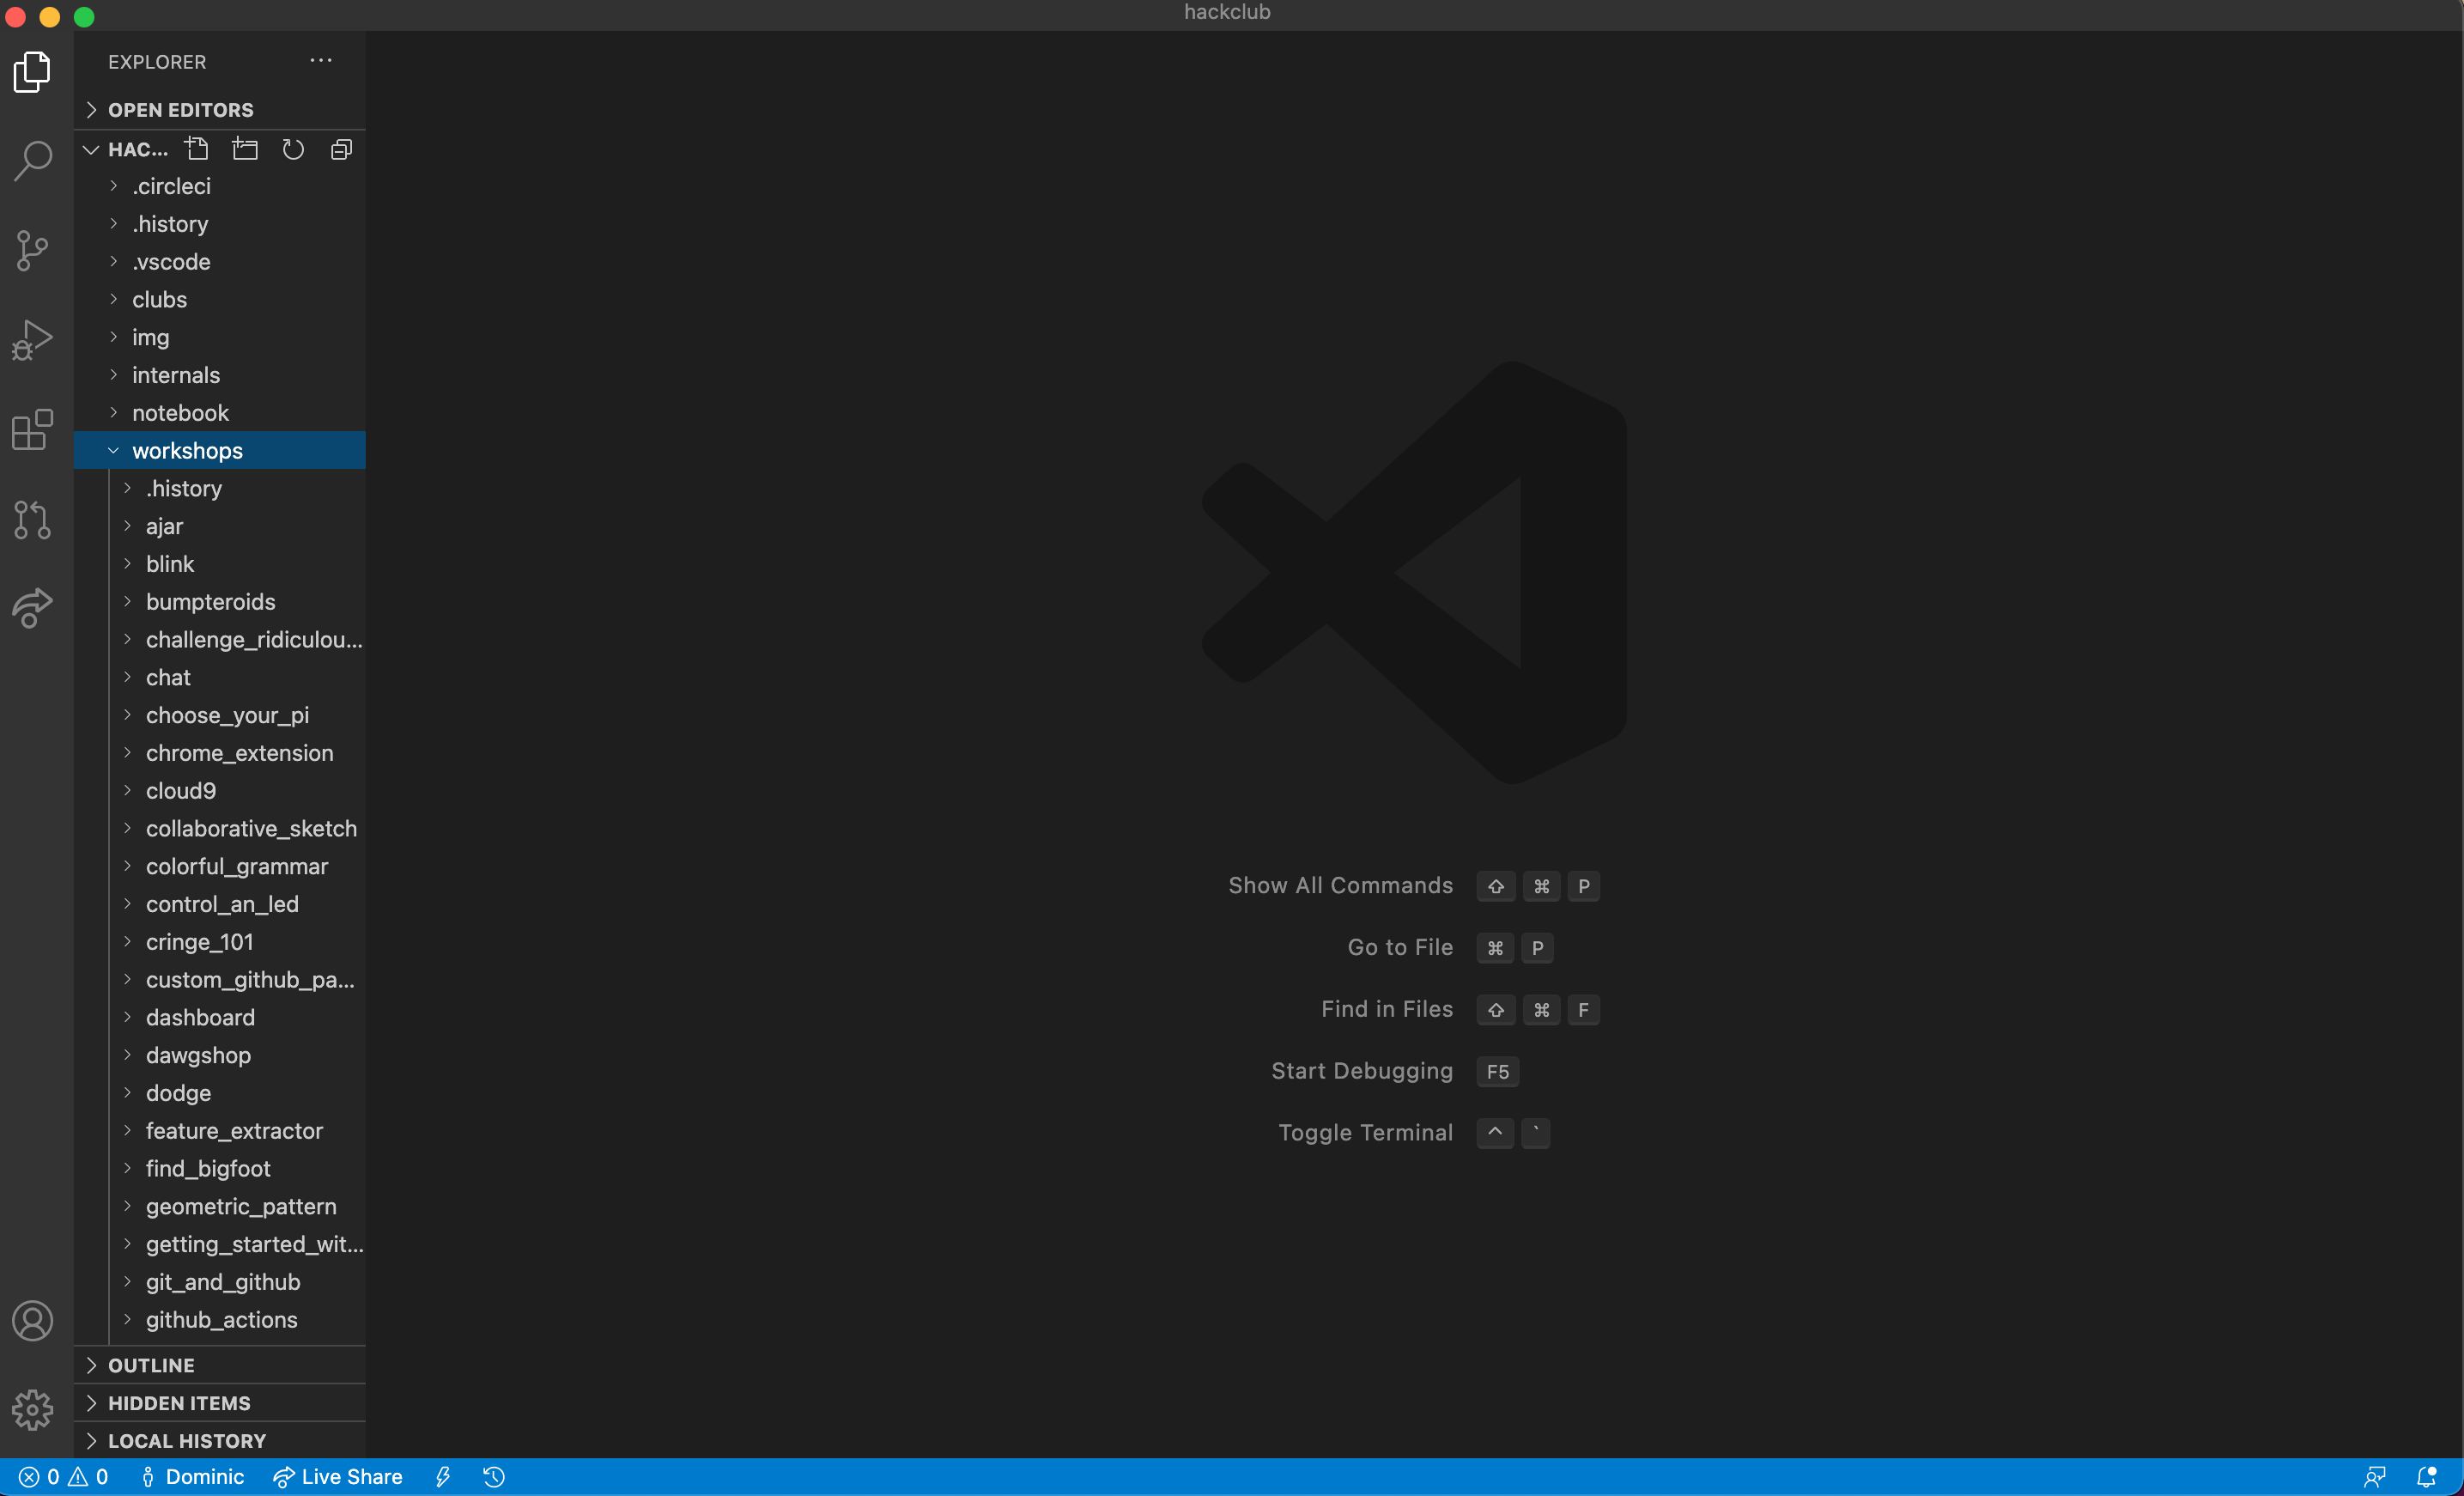 hackclub
EXPLORER
OPEN EDITORS
HAC...
.circleci
.history
.vscode
clubs
img
internals
notebook
workshops
.history
ajar
blink
bumpteroids
challenge_ridiculou...
chat
choose_your_pi
chrome_extension
cloud9
collaborative_sketch
colorful_grammar
control_an_led
cringe_101
custom_github_pa...
dashboard
dawgshop
dodge
feature_extractor
find_bigfoot
geometric_pattern
getting_started_wit...
git_and_github
github_actions
OUTLINE
HIDDEN ITEMS
LOCAL HISTORY
Show All Commands ⇧ ⌘ P
Go to File ⌘ P
Find in Files ⇧ ⌘ F
Start Debugging F5
Toggle Terminal ^ `
0 0 Dominic Live Share